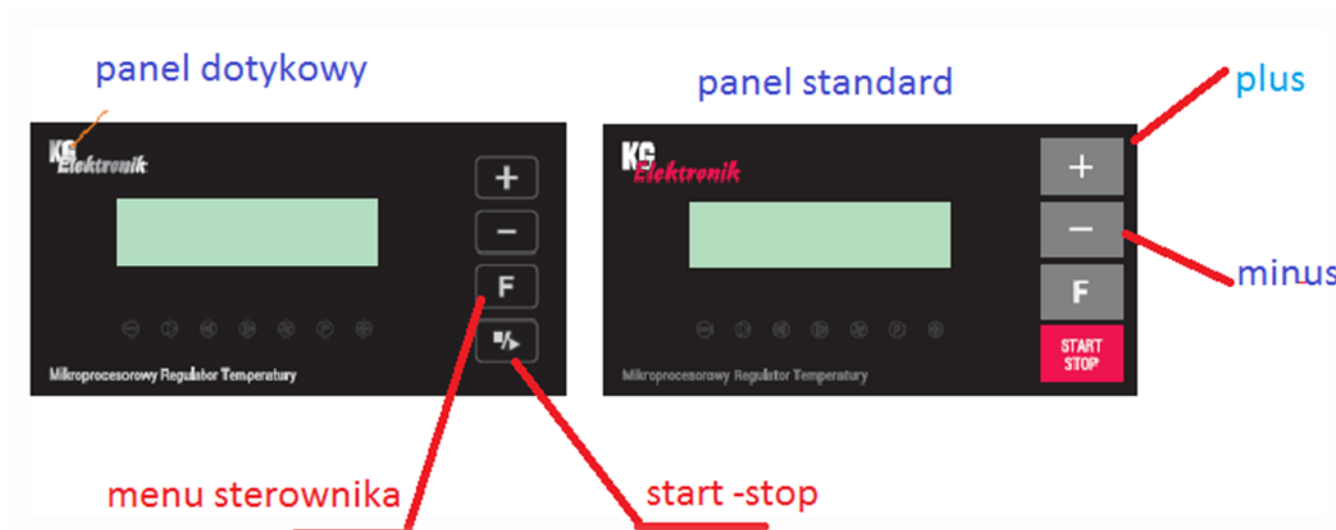 panel dotykowy
panel standard
plus
KG
Elektronik
+
-
F
■/▶
Mikroprocesorowy Regulator Temperatury
KG
Elektronik
+
-
F
START
STOP
Mikroprocesorowy Regulator Temperatury
minus
menu sterownika
start -stop